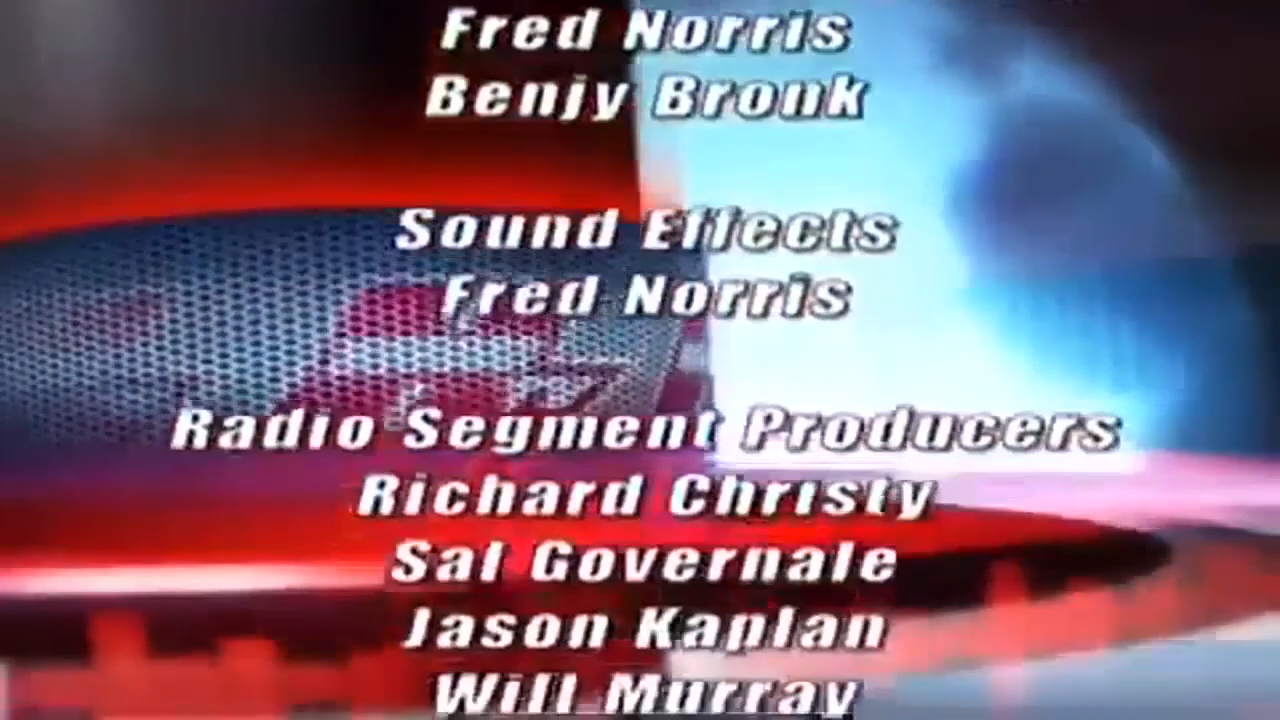 Fred Norris
Benjy Bronk
Sound Effects
Fred Norris
Radio Segment Producers
Richard Christy
Sal Governale
Jason Kaplan
Will Murray